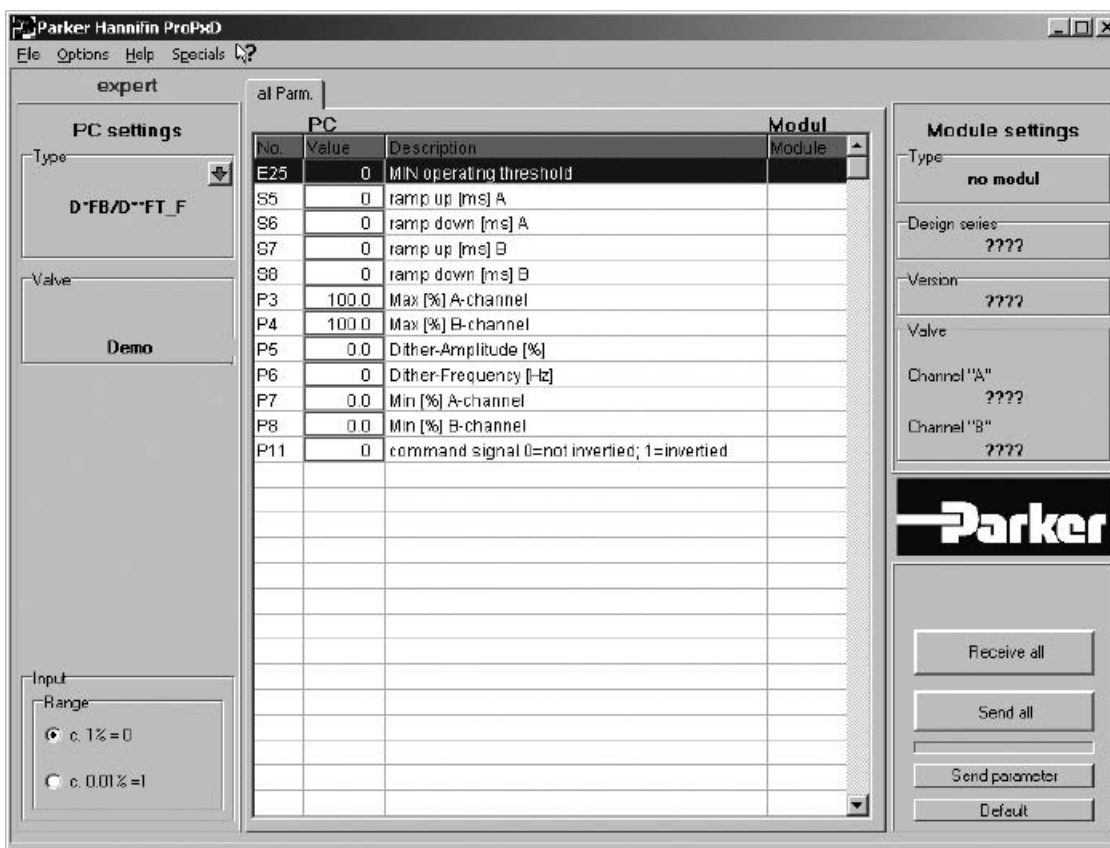 Parker Hannifin ProPxD
File Options Help Specials
expert
PC settings
Type
D*FB/D**FT_F
Valve
Demo
Input
Range
c. 1% = 0
c. 0.01% =1
all Parm.
PC Modul
No. Value Description Module
E25 0 MIN operating threshold
S5 0 ramp up [ms] A
S6 0 ramp down [ms] A
S7 0 ramp up [ms] B
S8 0 ramp down [ms] B
P3 100.0 Max [%] A-channel
P4 100.0 Max [%] B-channel
P5 0.0 Dither-Amplitude [%]
P6 0 Dither-Frequency [Hz]
P7 0.0 Min [%] A-channel
P8 0.0 Min [%] B-channel
P11 0 command signal 0=not invertied; 1=invertied
Module settings
Type
no modul
Design series
????
Version
????
Valve
Channel "A"
????
Channel "B"
????
Parker
Receive all
Send all
Send parameter
Default